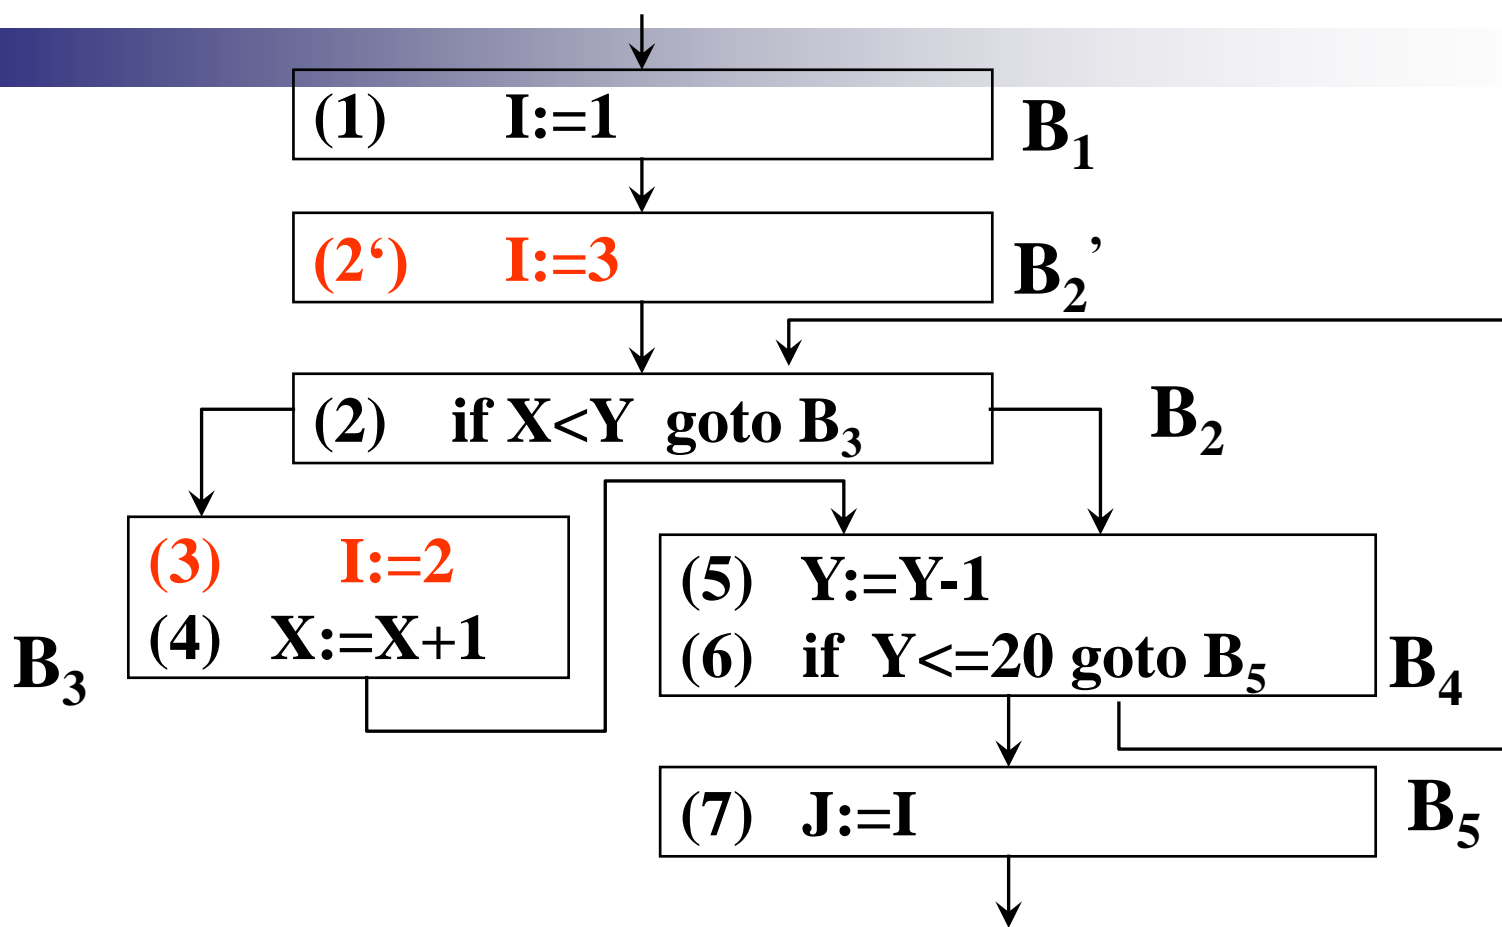 (1) I:=1 B₁
(2‘) I:=3 B₂’
(2) if X<Y goto B₃ B₂
(3) I:=2
(4) X:=X+1
B₃
(5) Y:=Y-1
(6) if Y<=20 goto B₅ B₄
(7) J:=I B₅